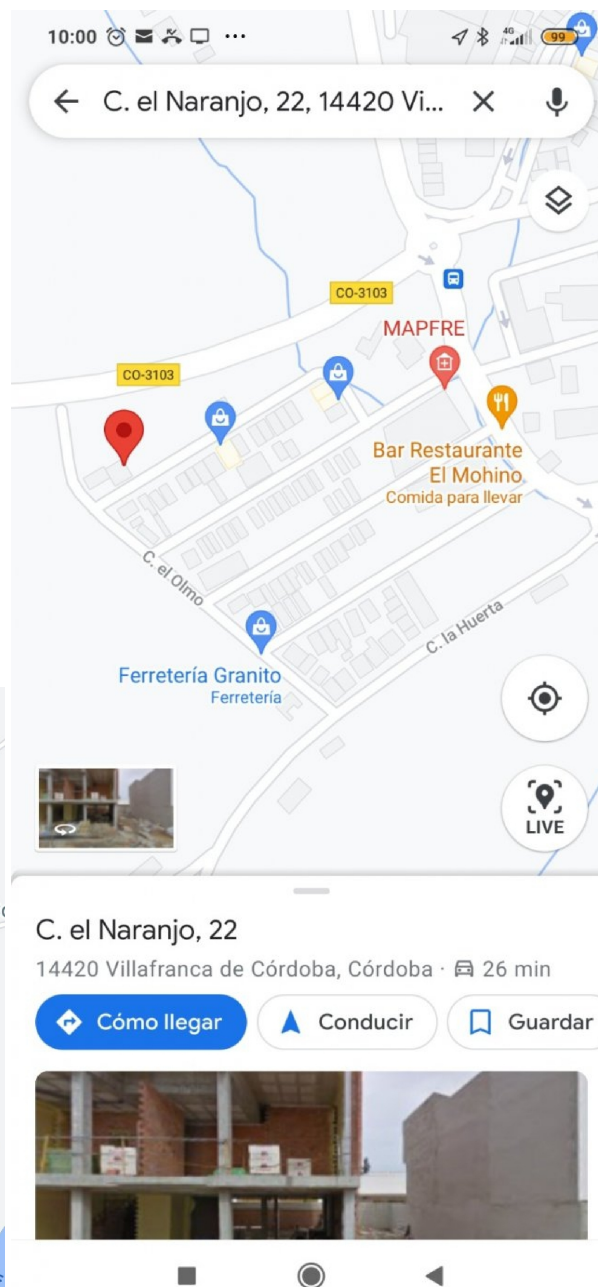 10:00
4G
99
C. el Naranjo, 22, 14420 Vi...
CO-3103
MAPFRE
CO-3103
Bar Restaurante
El Mohino
Comida para llevar
C. el Olmo
C. la Huerta
Ferretería Granito
Ferretería
LIVE
C. el Naranjo, 22
14420 Villafranca de Córdoba, Córdoba · 26 min
Cómo llegar
Conducir
Guardar